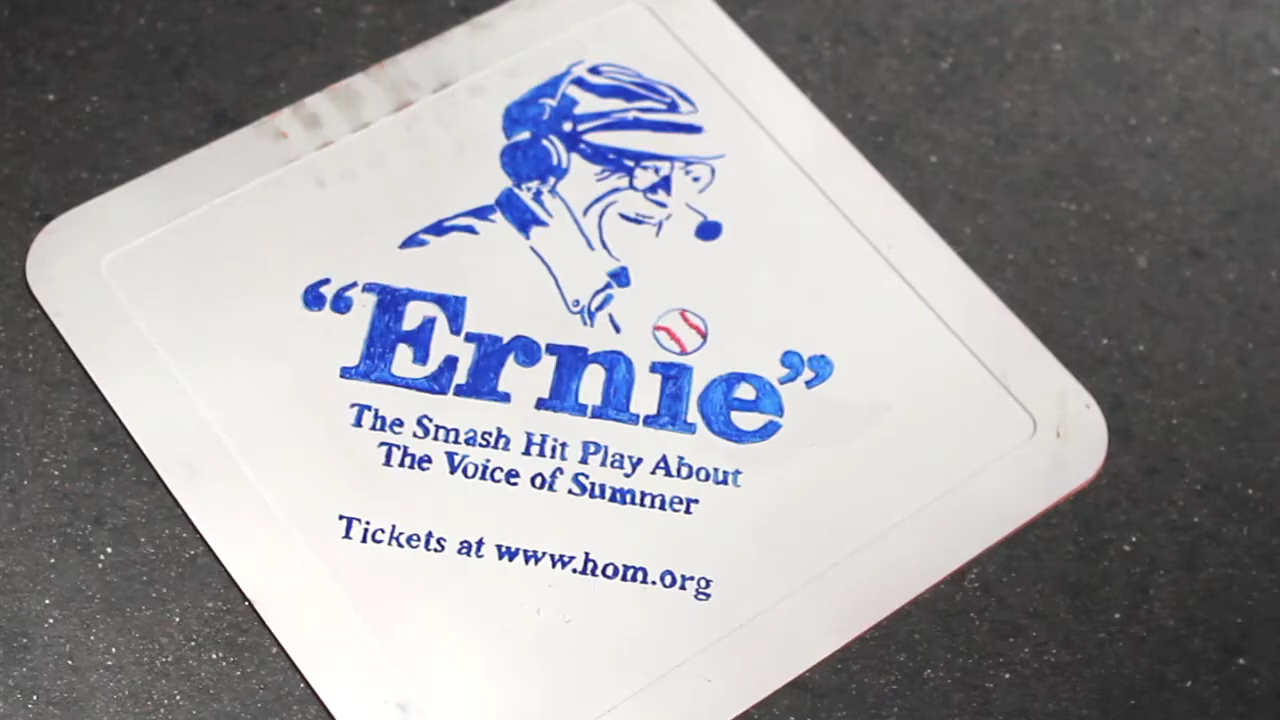 “Ernie”
The Smash Hit Play About
The Voice of Summer
Tickets at www.hom.org